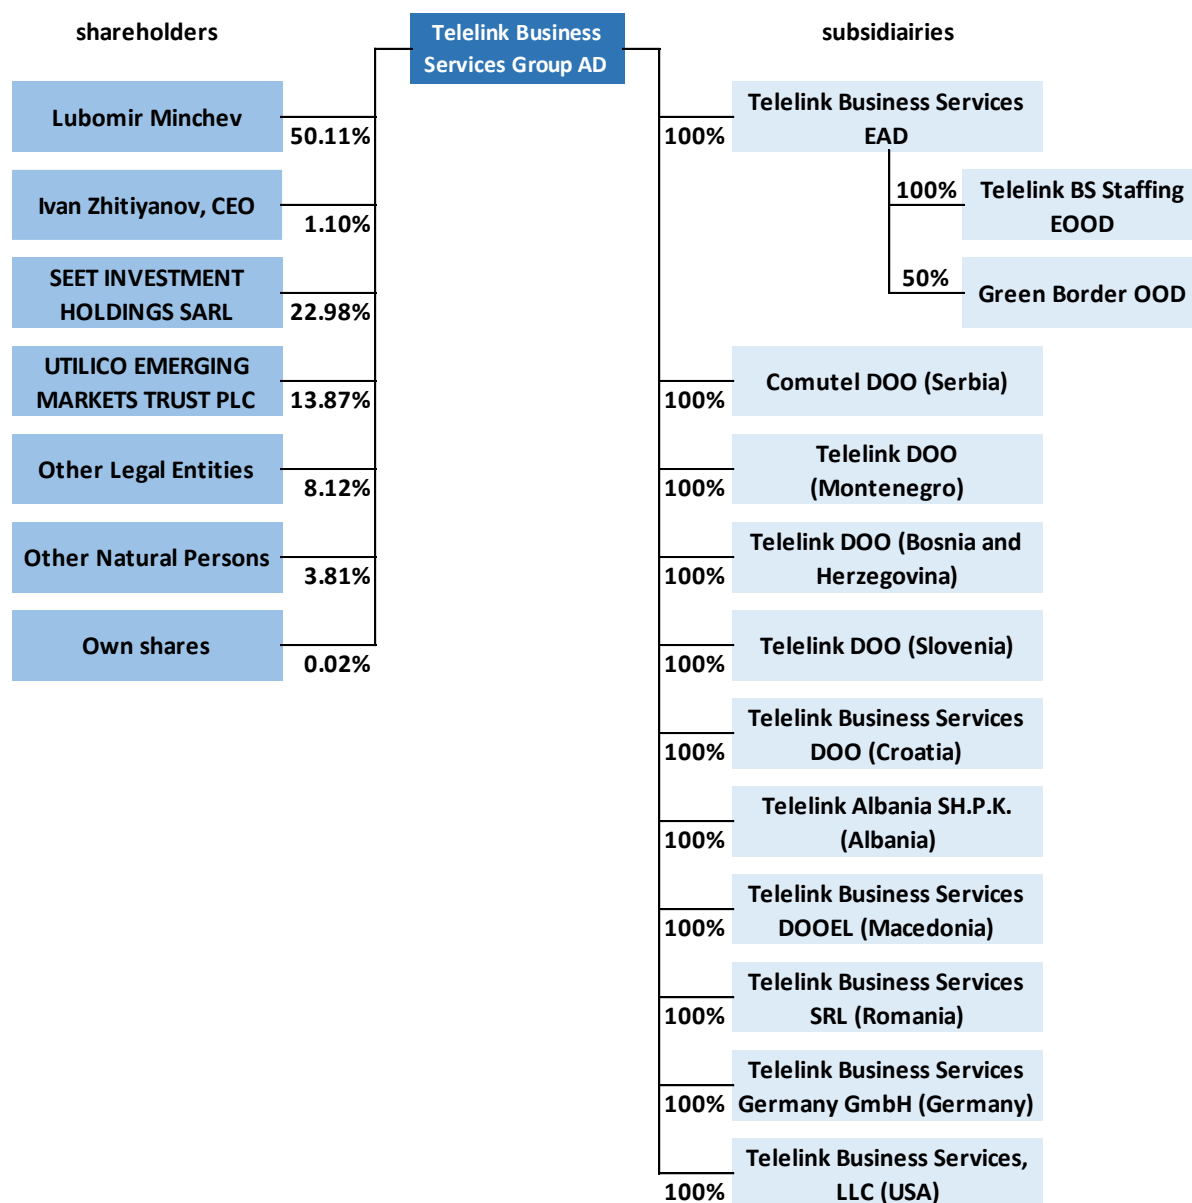 shareholders
Telelink Business
Services Group AD
subsidiairies
Lubomir Minchev
50.11%
Ivan Zhitiyanov, CEO
1.10%
SEET INVESTMENT
HOLDINGS SARL
22.98%
UTILICO EMERGING
MARKETS TRUST PLC
13.87%
Other Legal Entities
8.12%
Other Natural Persons
3.81%
Own shares
0.02%
Telelink Business Services
EAD
100%
100%
Telelink BS Staffing
EOOD
50%
Green Border OOD
Comutel DOO (Serbia)
100%
Telelink DOO
(Montenegro)
100%
Telelink DOO (Bosnia and
Herzegovina)
100%
Telelink DOO (Slovenia)
100%
Telelink Business Services
DOO (Croatia)
100%
Telelink Albania SH.P.K.
(Albania)
100%
Telelink Business Services
DOOEL (Macedonia)
100%
Telelink Business Services
SRL (Romania)
100%
Telelink Business Services
Germany GmbH (Germany)
100%
Telelink Business Services,
LLC (USA)
100%